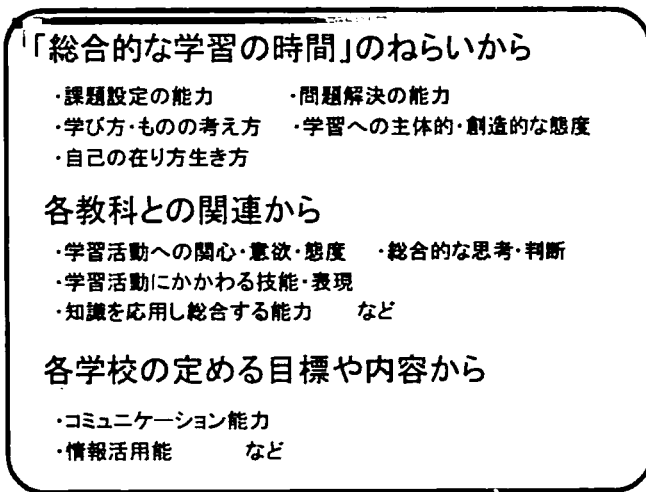 「「総合的な学習の時間」のねらいから
・課題設定の能力　・問題解決の能力
・学び方・ものの考え方　・学習への主体的・創造的な態度
・自己の在り方生き方
各教科との関連から
・学習活動への関心・意欲・態度　・総合的な思考・判断
・学習活動にかかわる技能・表現
・知識を応用し総合する能力　など
各学校の定める目標や内容から
・コミュニケーション能力
・情報活用能　など